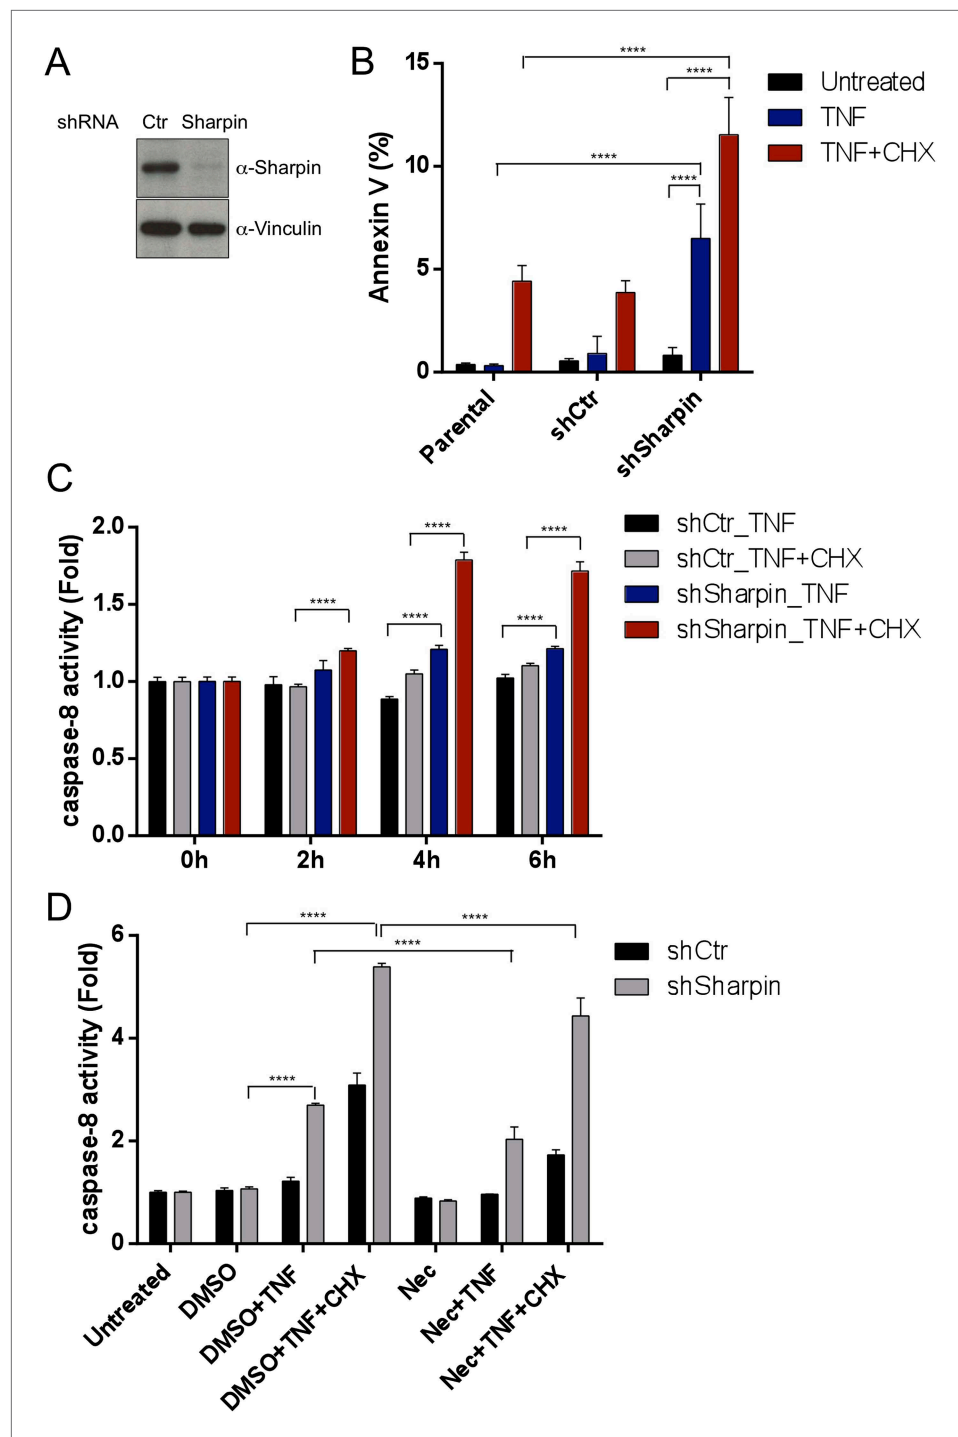 A
shRNA Ctr Sharpin
α-Sharpin
α-Vinculin
B
Annexin V (%)
15
10
5
0
****
****
****
****
Untreated
TNF
TNF+CHX
Parental
shCtr
shSharpin
C
caspase-8 activity (Fold)
2.0
1.5
1.0
0.5
0.0
****
****
****
****
****
0h
2h
4h
6h
shCtr_TNF
shCtr_TNF+CHX
shSharpin_TNF
shSharpin_TNF+CHX
D
caspase-8 activity (Fold)
6
4
2
0
****
****
****
****
shCtr
shSharpin
Untreated
DMSO
DMSO+TNF
DMSO+TNF+CHX
Nec
Nec+TNF
Nec+TNF+CHX